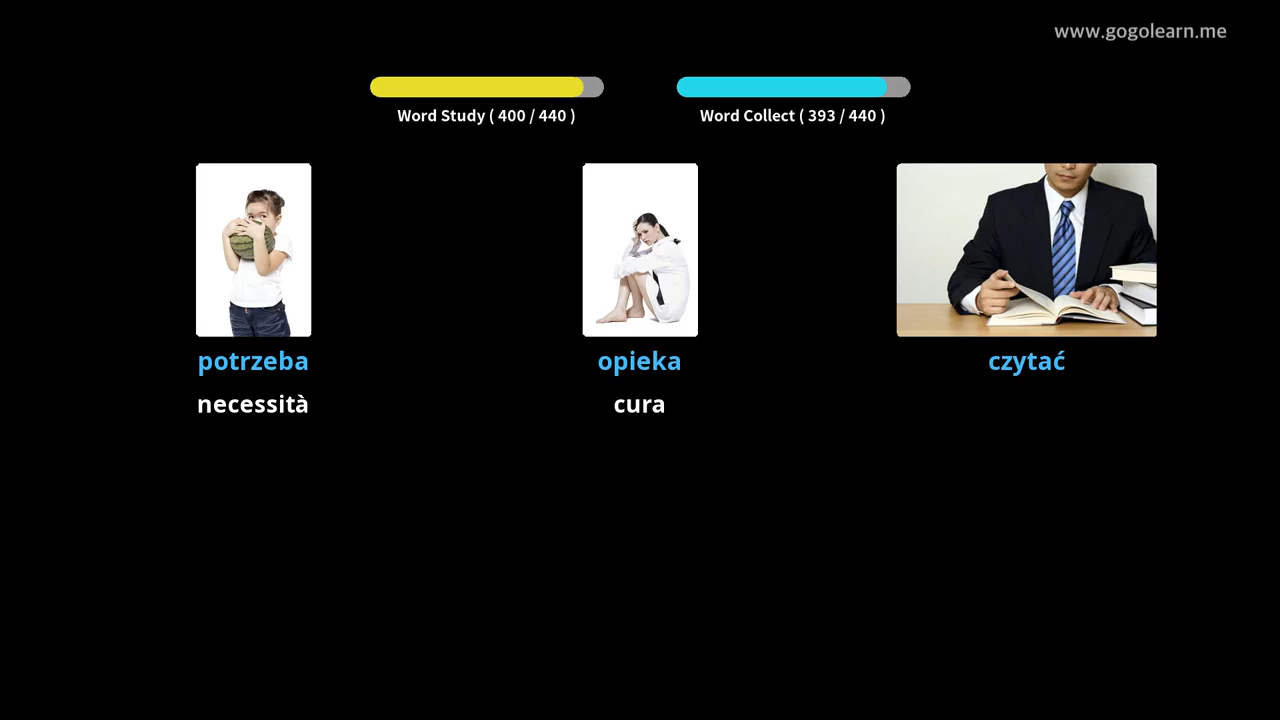 www.gogolearn.me
Word Study ( 400 / 440 )
Word Collect ( 393 / 440 )
potrzeba
opieka
czytać
necessità
cura